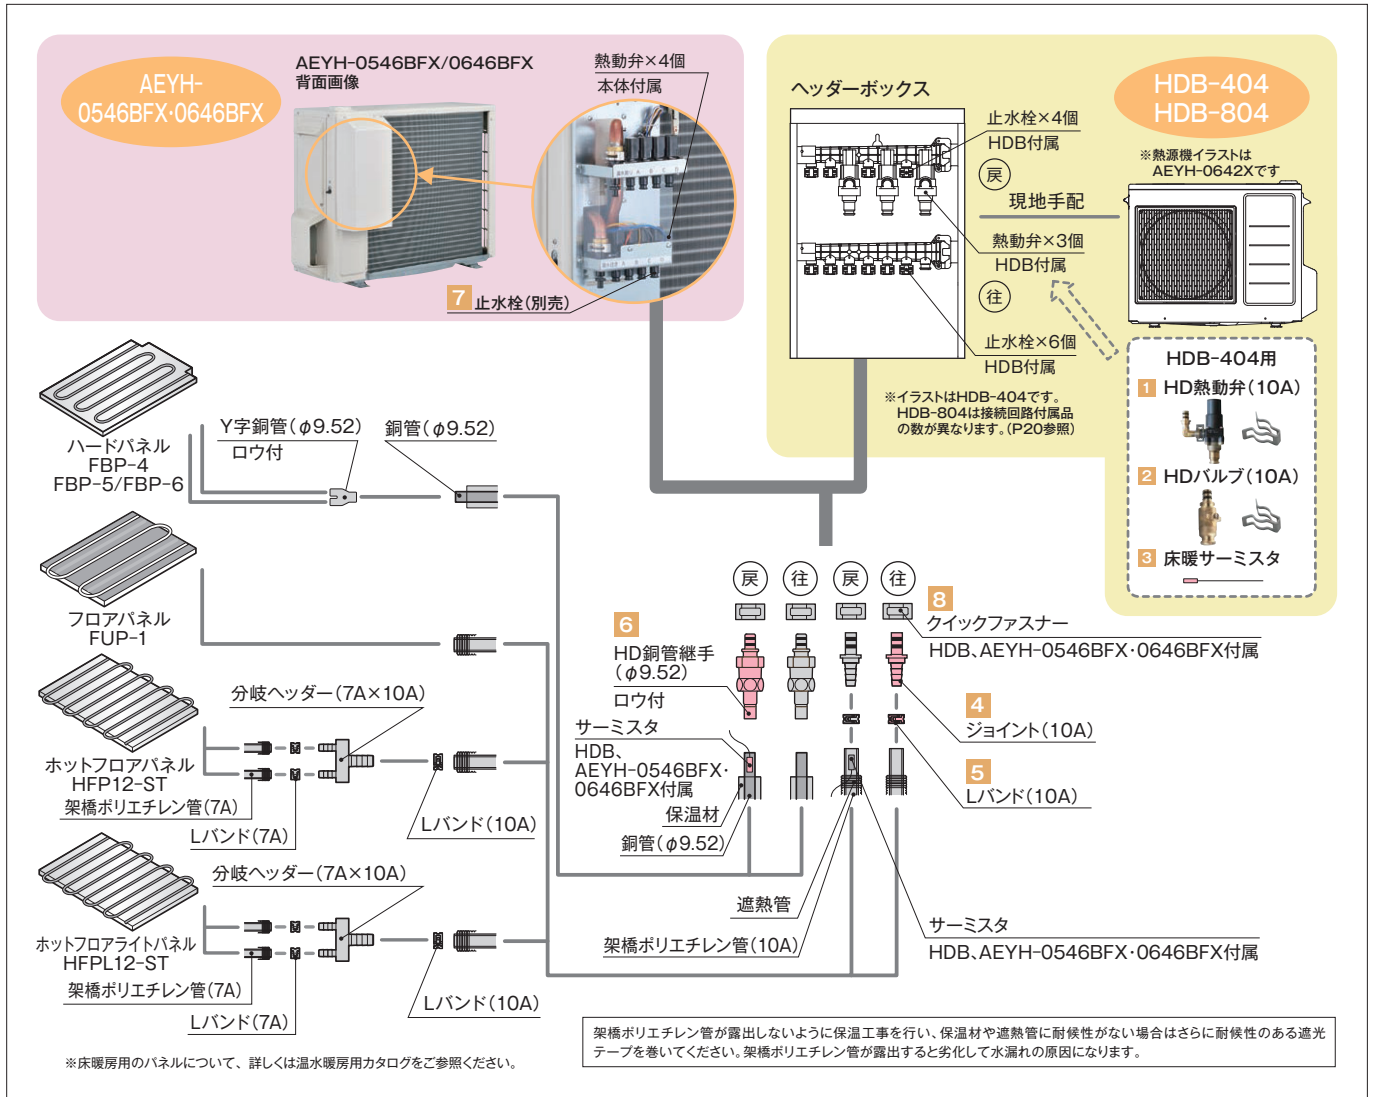 AEYH-
0546BFX・0646BFX
AEYH-0546BFX/0646BFX
背面画像
熱動弁×4個
本体付属
7 止水栓(別売)
ヘッダーボックス
止水栓×4個
HDB付属
戻
現地手配
熱動弁×3個
HDB付属
往
止水栓×6個
HDB付属
※イラストはHDB-404です。
HDB-804は接続回路付属品
の数が異なります。(P20参照)
HDB-404
HDB-804
※熱源機イラストは
AEYH-0642Xです
HDB-404用
1 HD熱動弁(10A)
2 HDバルブ(10A)
3 床暖サーミスタ
ハードパネル
FBP-4
FBP-5/FBP-6
Y字銅管(φ9.52)
ロウ付
銅管(φ9.52)
フロアパネル
FUP-1
ホットフロアパネル
HFP12-ST
架橋ポリエチレン管(7A)
Lバンド(7A)
分岐ヘッダー(7A×10A)
Lバンド(10A)
ホットフロアライトパネル
HFPL12-ST
架橋ポリエチレン管(7A)
Lバンド(7A)
分岐ヘッダー(7A×10A)
Lバンド(10A)
戻 往 戻 往
6
HD銅管継手
(φ9.52)
ロウ付
サーミスタ
HDB、
AEYH-0546BFX・
0646BFX付属
保温材
銅管(φ9.52)
8
クイックファスナー
HDB、AEYH-0546BFX・0646BFX付属
4
ジョイント(10A)
5
Lバンド(10A)
遮熱管
架橋ポリエチレン管(10A)
サーミスタ
HDB、AEYH-0546BFX・0646BFX付属
架橋ポリエチレン管が露出しないように保温工事を行い、保温材や遮熱管に耐候性がない場合はさらに耐候性のある遮光
テープを巻いてください。架橋ポリエチレン管が露出すると劣化して水漏れの原因になります。
※床暖房用のパネルについて、詳しくは温水暖房用カタログをご参照ください。